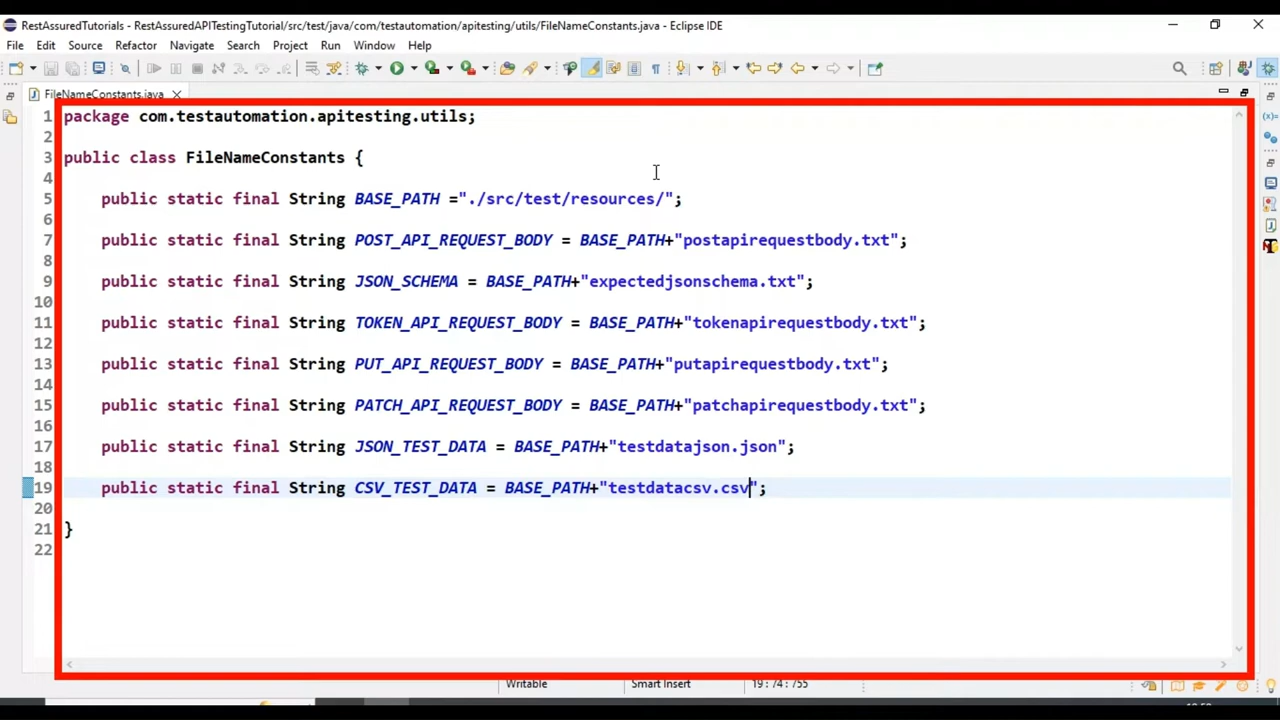 RestAssuredTutorials - RestAssuredAPITestingTutorial/src/test/java/com/testautomation/apitesting/utils/FileNameConstants.java - Eclipse IDE
File Edit Source Refactor Navigate Search Project Run Window Help
FileNameConstants.java
1 package com.testautomation.apitesting.utils;
2
3 public class FileNameConstants {
4
5 public static final String BASE_PATH ="./src/test/resources/";
6
7 public static final String POST_API_REQUEST_BODY = BASE_PATH+"postapirequestbody.txt";
8
9 public static final String JSON_SCHEMA = BASE_PATH+"expectedjsonschema.txt";
10
11 public static final String TOKEN_API_REQUEST_BODY = BASE_PATH+"tokenapirequestbody.txt";
12
13 public static final String PUT_API_REQUEST_BODY = BASE_PATH+"putapirequestbody.txt";
14
15 public static final String PATCH_API_REQUEST_BODY = BASE_PATH+"patchapirequestbody.txt";
16
17 public static final String JSON_TEST_DATA = BASE_PATH+"testdatajson.json";
18
19 public static final String CSV_TEST_DATA = BASE_PATH+"testdatacsv.csv";
20
21 }
22
Writable Smart Insert 19 : 74 : 755